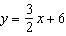 y = 3/2 x + 6